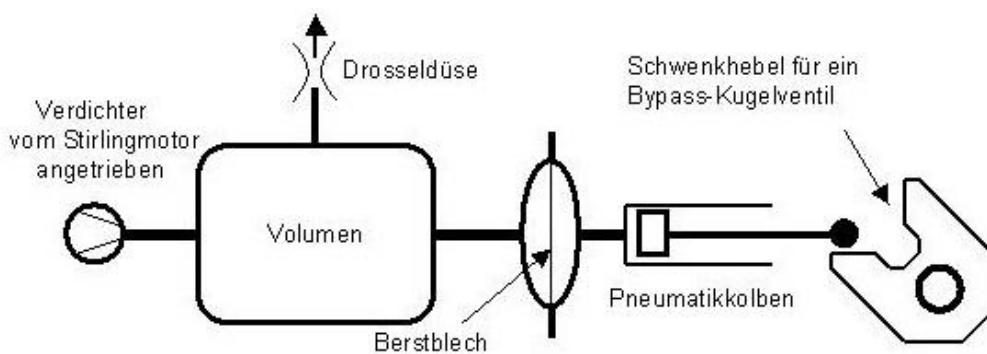 Drosseldüse
Schwenkhebel für ein
Bypass-Kugelventil
Verdichter
vom Stirlingmotor
angetrieben
Volumen
Pneumatikkolben
Berstblech